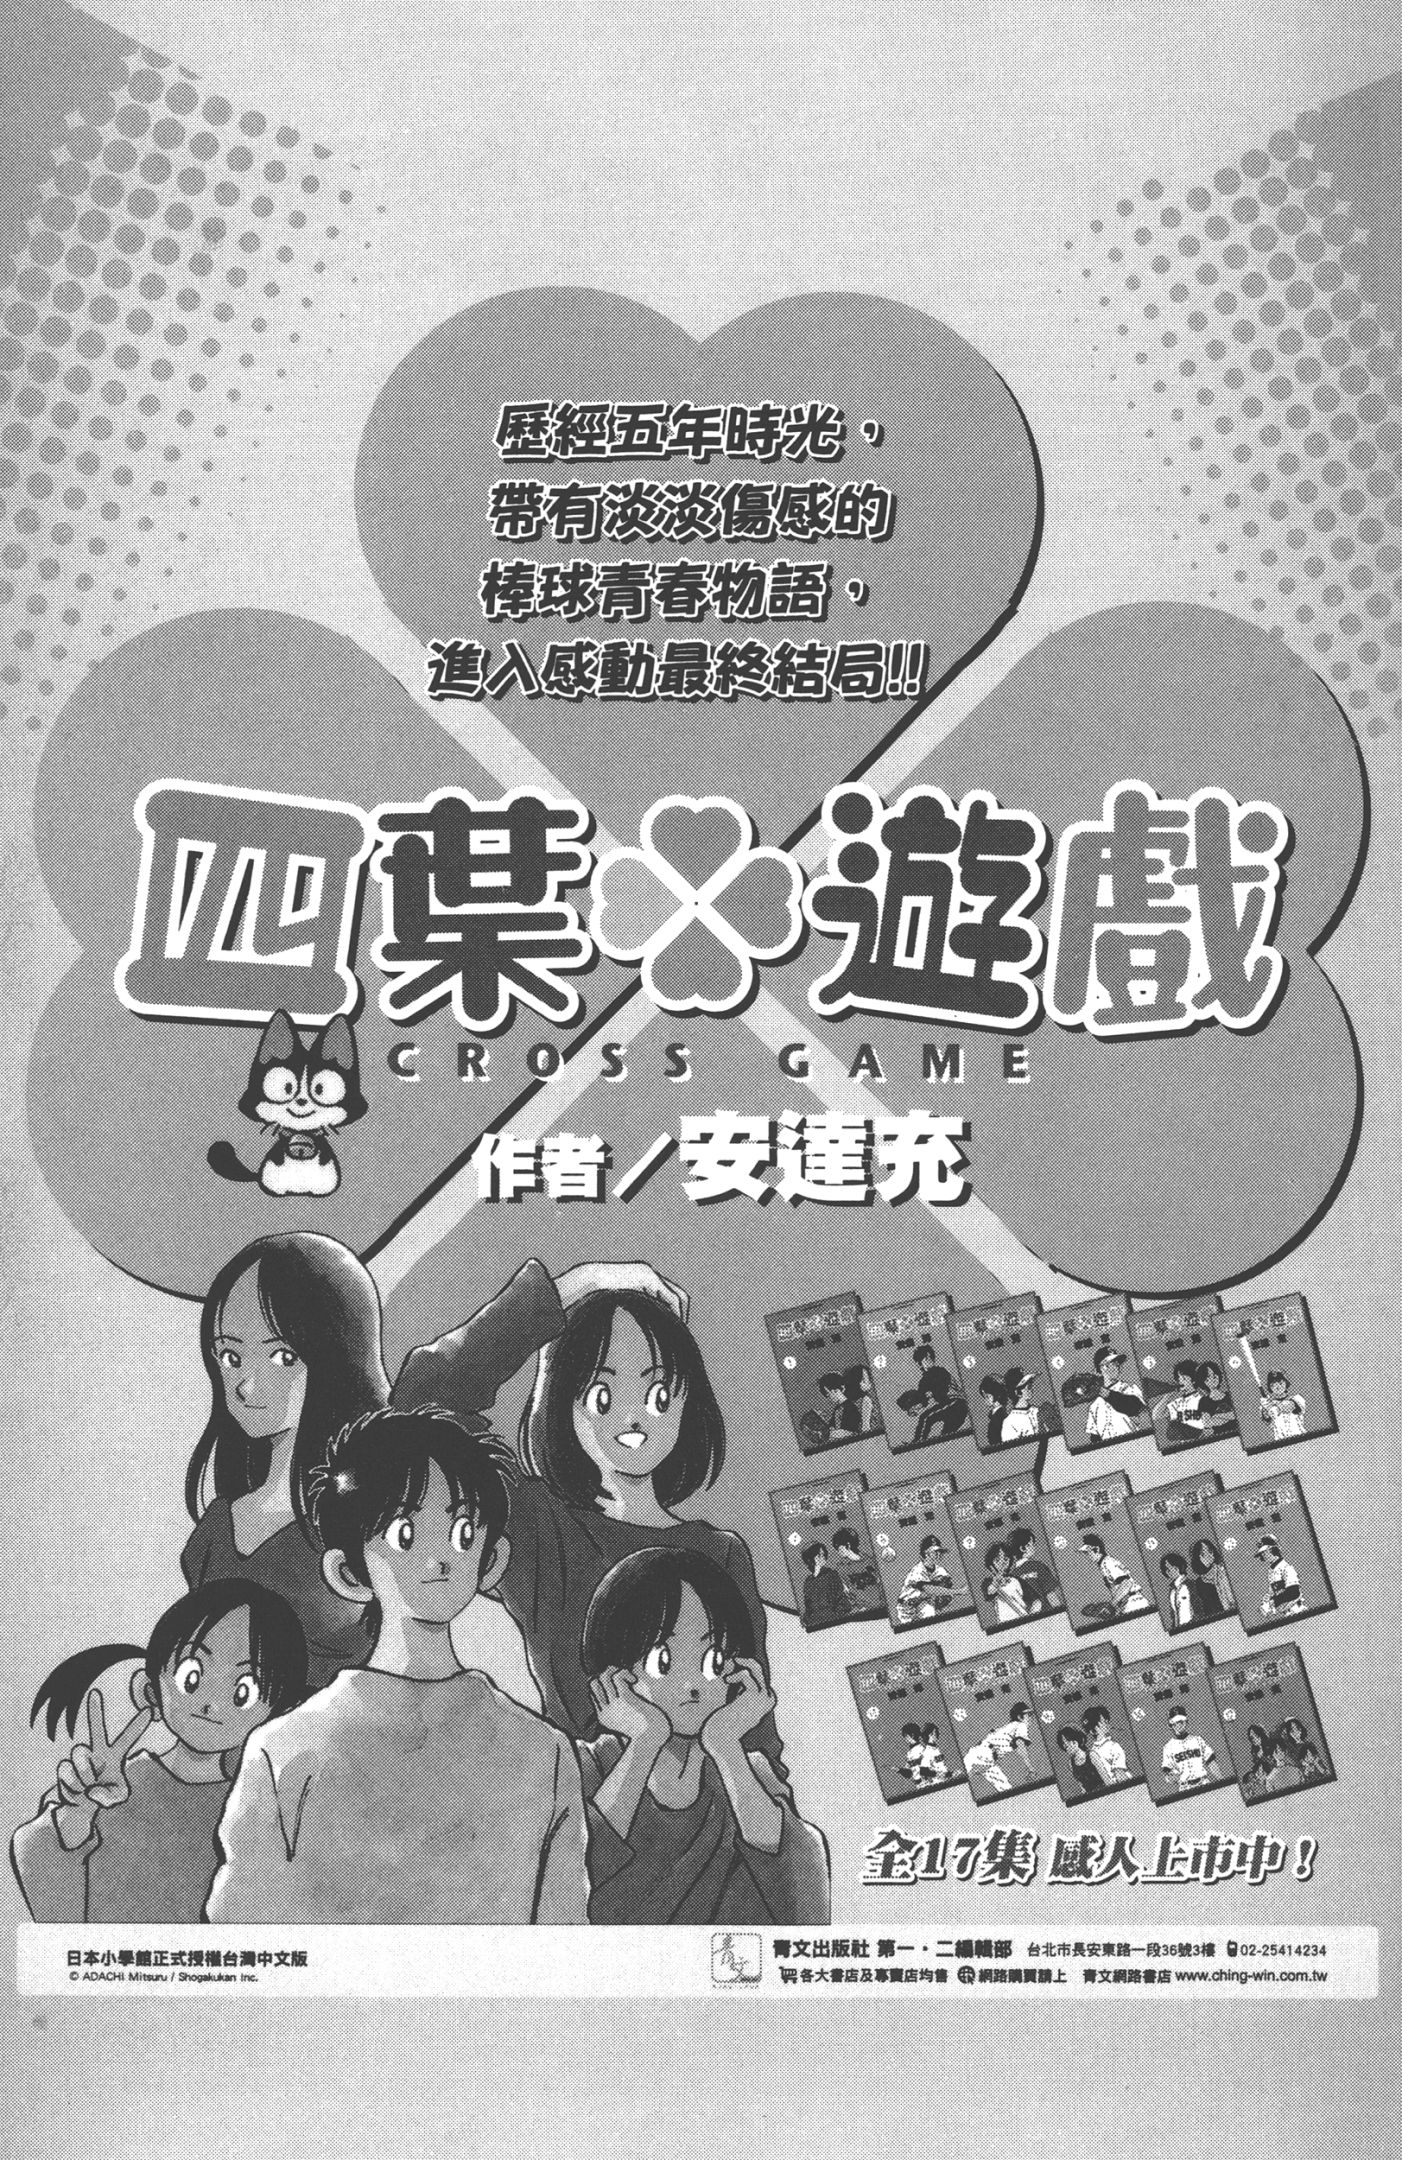 歷經五年時光，
帶有淡淡傷感的
棒球青春物語，
進入感動最終結局!!
四葉遊戲
CROSS GAME
作者／安達充
全17集 感人上市中！
日本小學館正式授權台灣中文版
© ADACHI Mitsuru / Shogakukan Inc.
青文出版社 第一・二編輯部 台北市長安東路一段36號3樓 02-25414234
各大書店及專賣店均售 網路購買請上 青文網路書店 www.ching-win.com.tw